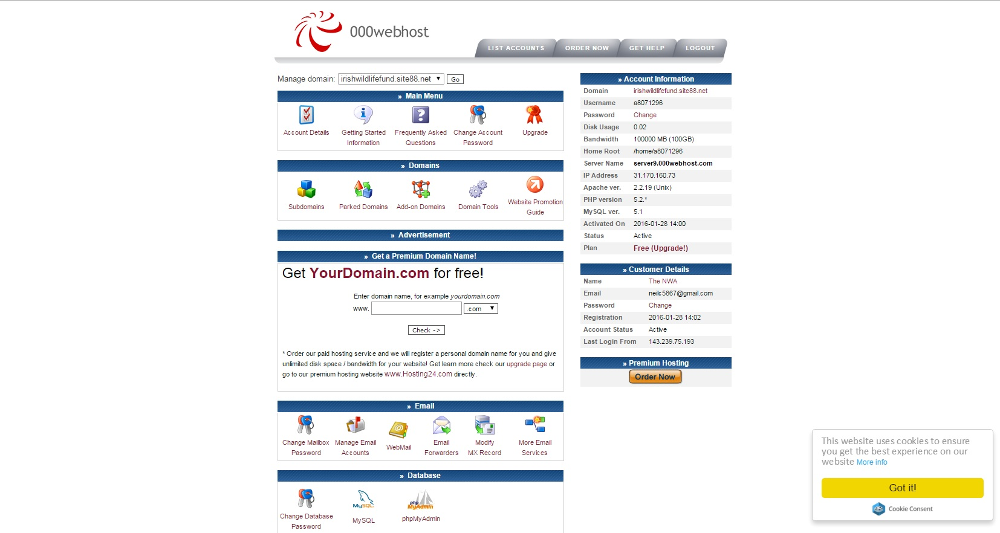 000webhost
LIST ACCOUNTS ORDER NOW GET HELP LOGOUT
Manage domain: irishwildlifefund.site88.net Go
» Main Menu
Account Details
Getting Started
Information
Frequently Asked
Questions
Change Account
Password
Upgrade
» Domains
Subdomains
Parked Domains
Add-on Domains
Domain Tools
Website Promotion
Guide
» Advertisement
» Get a Premium Domain Name!
Get YourDomain.com for free!
Enter domain name, for example yourdomain.com
www. .com
Check ->
* Order our paid hosting service and we will register a personal domain name for you and give
unlimited disk space / bandwidth for your website! Get learn more check our upgrade page or
go to our premium hosting website www.Hosting24.com directly.
» Email
Change Mailbox
Password
Manage Email
Accounts
WebMail
Email
Forwarders
Modify
MX Record
More Email
Services
» Database
Change Database
Password
MySQL
MySQL
php
MyAdmin
phpMyAdmin
» Account Information
Domain irishwildlifefund.site88.net
Username a8071296
Password Change
Disk Usage 0.02
Bandwidth 100000 MB (100GB)
Home Root /home/a8071296
Server Name server9.000webhost.com
IP Address 31.170.160.73
Apache ver. 2.2.19 (Unix)
PHP version 5.2.*
MySQL ver. 5.1
Activated On 2016-01-28 14:00
Status Active
Plan Free (Upgrade!)
» Customer Details
Name The NWA
Email neilc5867@gmail.com
Password Change
Registration 2016-01-28 14:02
Account Status Active
Last Login From 143.239.75.193
» Premium Hosting
Order Now
This website uses cookies to ensure
you get the best experience on our
website More info
Got it!
Cookie Consent